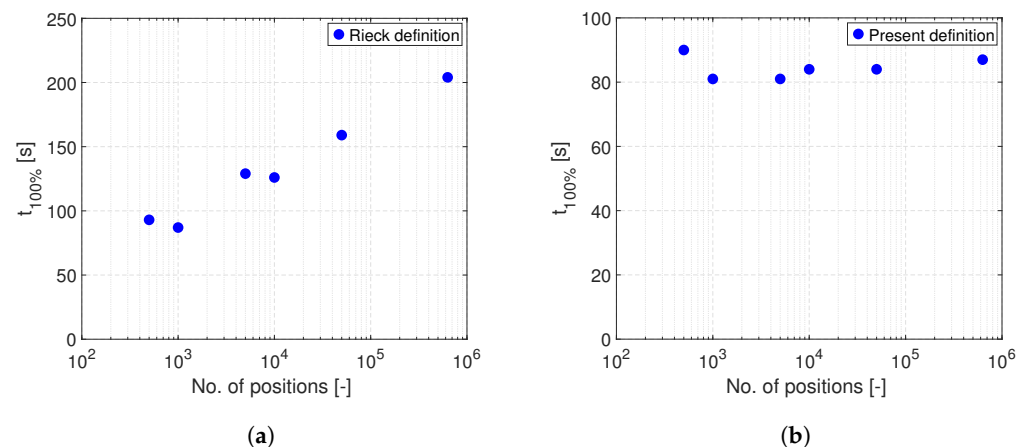 250
200
150
100
50
0
t100% [s]
Rieck definition
10^2 10^3 10^4 10^5 10^6
No. of positions [-]
(a)
100
80
60
40
20
0
t100% [s]
Present definition
10^2 10^3 10^4 10^5 10^6
No. of positions [-]
(b)